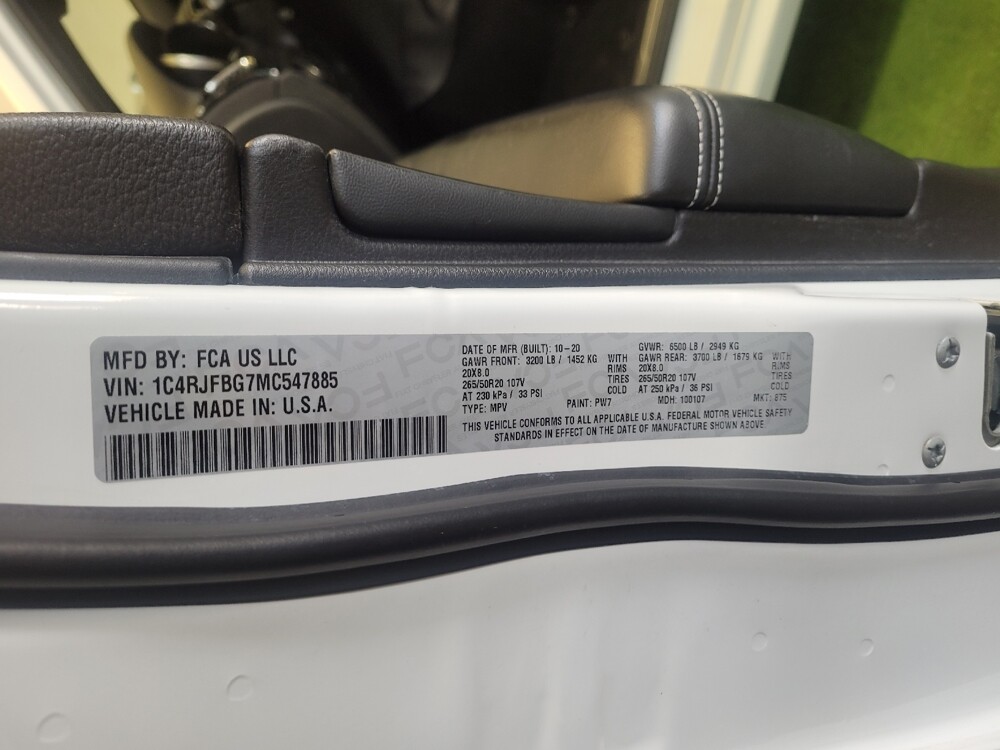 MFD BY: FCA US LLC
VIN: 1C4RJFBG7MC547885
VEHICLE MADE IN: U.S.A.
DATE OF MFR (BUILT): 10-20 GVWR: 6500 LB / 2949 KG
GAWR FRONT: 3200 LB / 1452 KG WITH GAWR REAR: 3700 LB / 1679 KG WITH
20X8.0 RIMS 20X8.0 RIMS
265/50R20 107V TIRES 265/50R20 107V TIRES
AT 230 kPa / 33 PSI COLD AT 250 kPa / 36 PSI COLD
TYPE: MPV PAINT: PW7 MDH: 100107 MKT: 875
THIS VEHICLE CONFORMS TO ALL APPLICABLE U.S.A. FEDERAL MOTOR VEHICLE SAFETY
STANDARDS IN EFFECT ON THE DATE OF MANUFACTURE SHOWN ABOVE